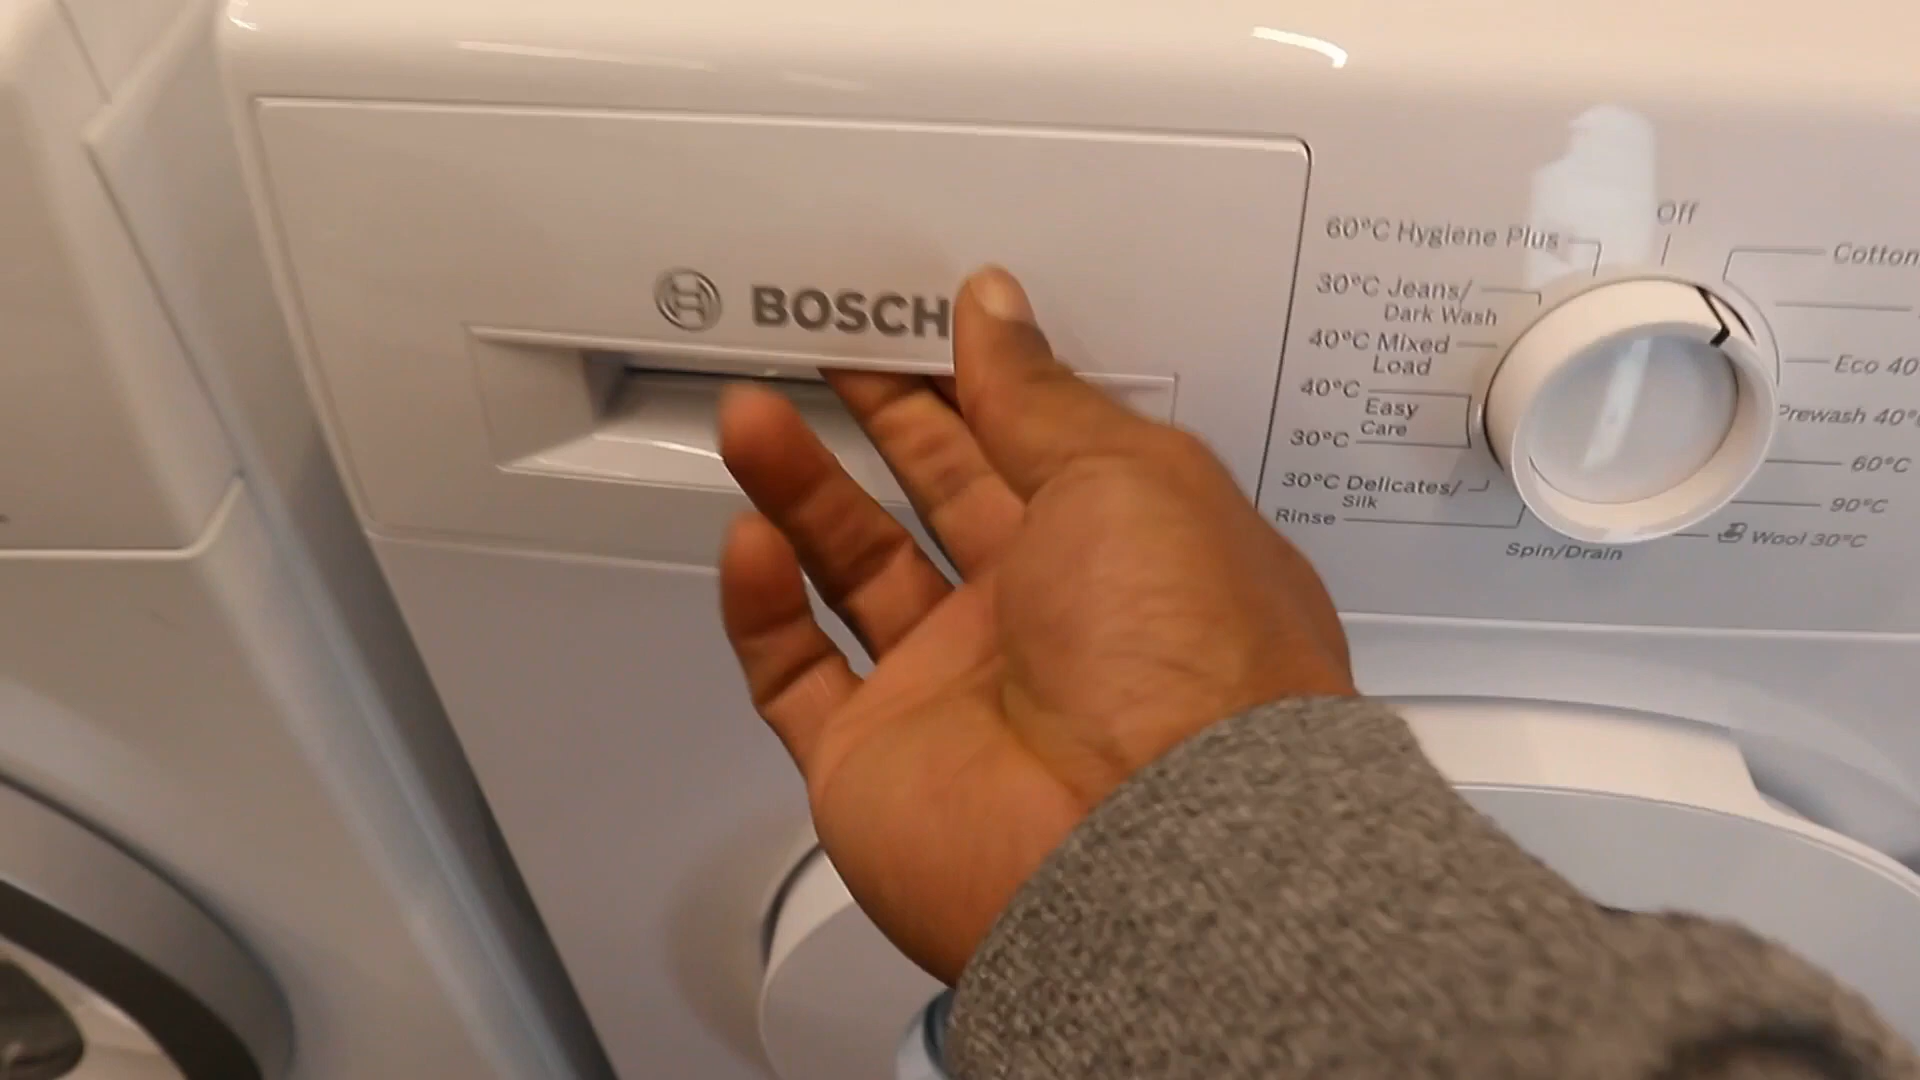 BOSCH
Off
60°C Hygiene Plus
30°C Jeans/
Dark Wash
40°C Mixed
Load
40°C
Easy
Care
30°C
30°C Delicates/
Silk
Rinse
Spin/Drain
Cotton
Eco 40
Prewash 40°
60°C
90°C
Wool 30°C